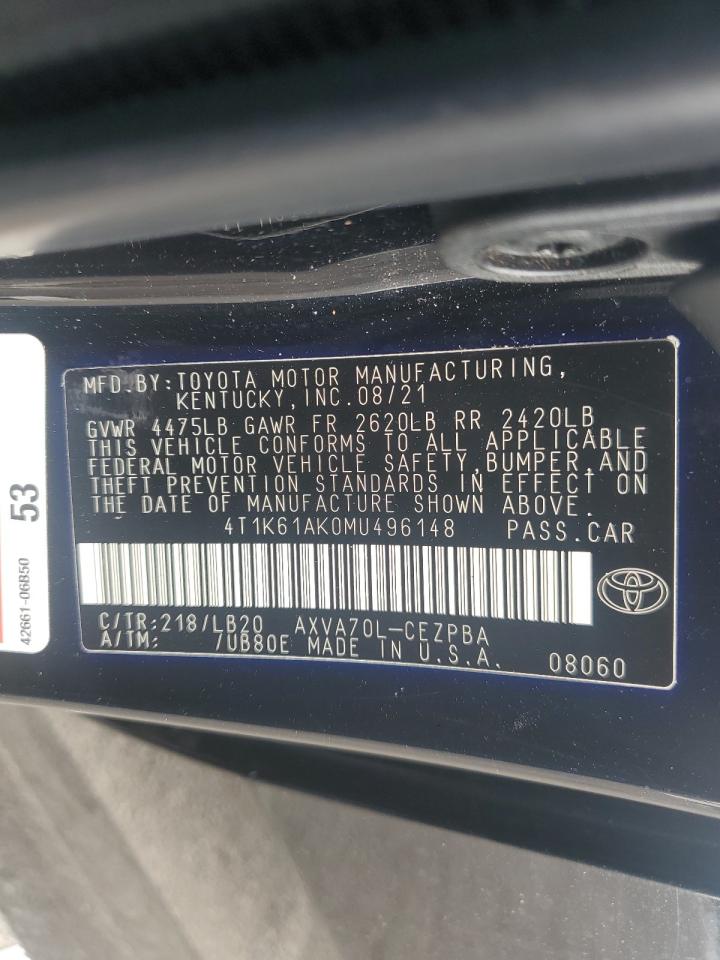 MFD.BY:TOYOTA MOTOR MANUFACTURING,
KENTUCKY,INC.08/21
GVWR 4475LB GAWR FR 2620LB RR 2420LB
THIS VEHICLE CONFORMS TO ALL APPLICABLE
FEDERAL MOTOR VEHICLE SAFETY,BUMPER,AND
THEFT PREVENTION STANDARDS IN EFFECT ON
THE DATE OF MANUFACTURE SHOWN ABOVE.
4T1K61AK0MU496148 PASS.CAR
C/TR:218/LB20 AXVA70L-CEZPBA
A/TM: /UB80E MADE IN U.S.A. 08060
53
42661-06B50